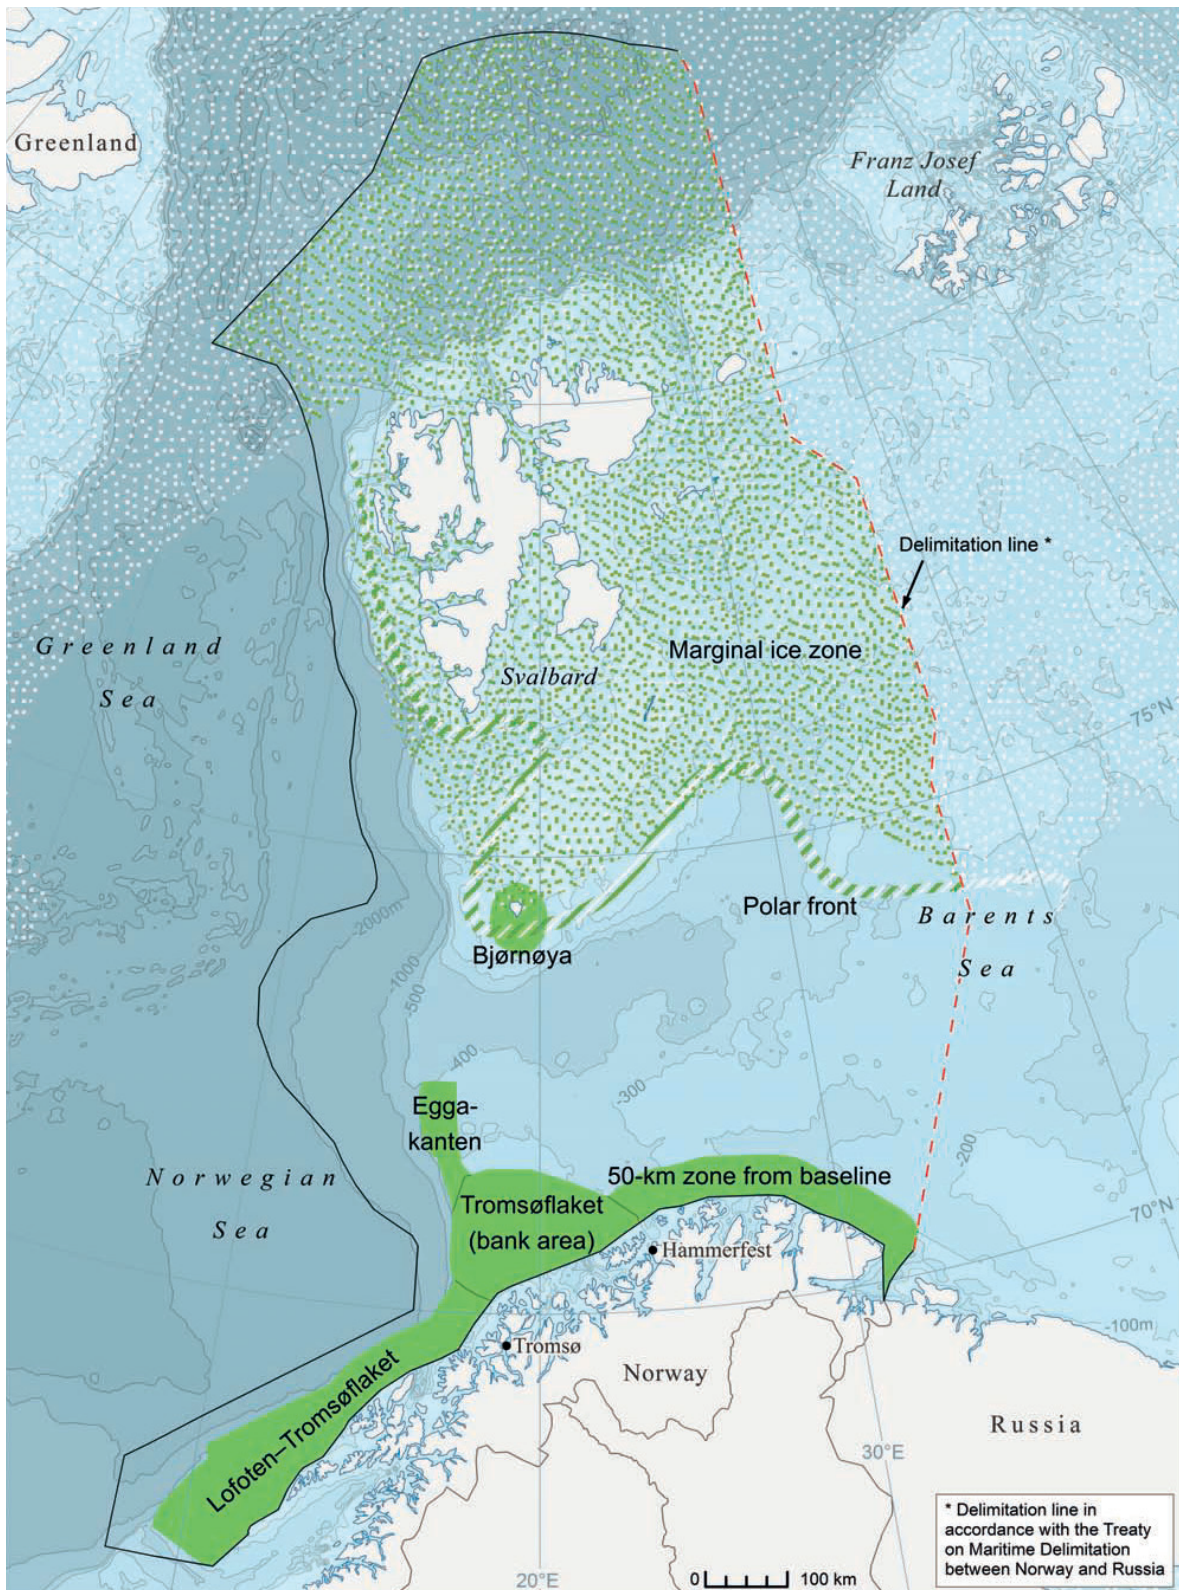 Greenland
Franz Josef
Land
Delimitation line *
Greenland
Sea
Marginal ice zone
Svalbard
75°N
-2000m
Polar front
Barents
Sea
Bjørnøya
-1000
-500
-400
-300
-200
Egga-
kanten
Norwegian
Sea
50-km zone from baseline
Tromsøflaket
(bank area)
70°N
Hammerfest
-100m
Tromsø
Lofoten–Tromsøflaket
Norway
Russia
30°E
20°E
* Delimitation line in
accordance with the Treaty
on Maritime Delimitation
between Norway and Russia
0 100 km